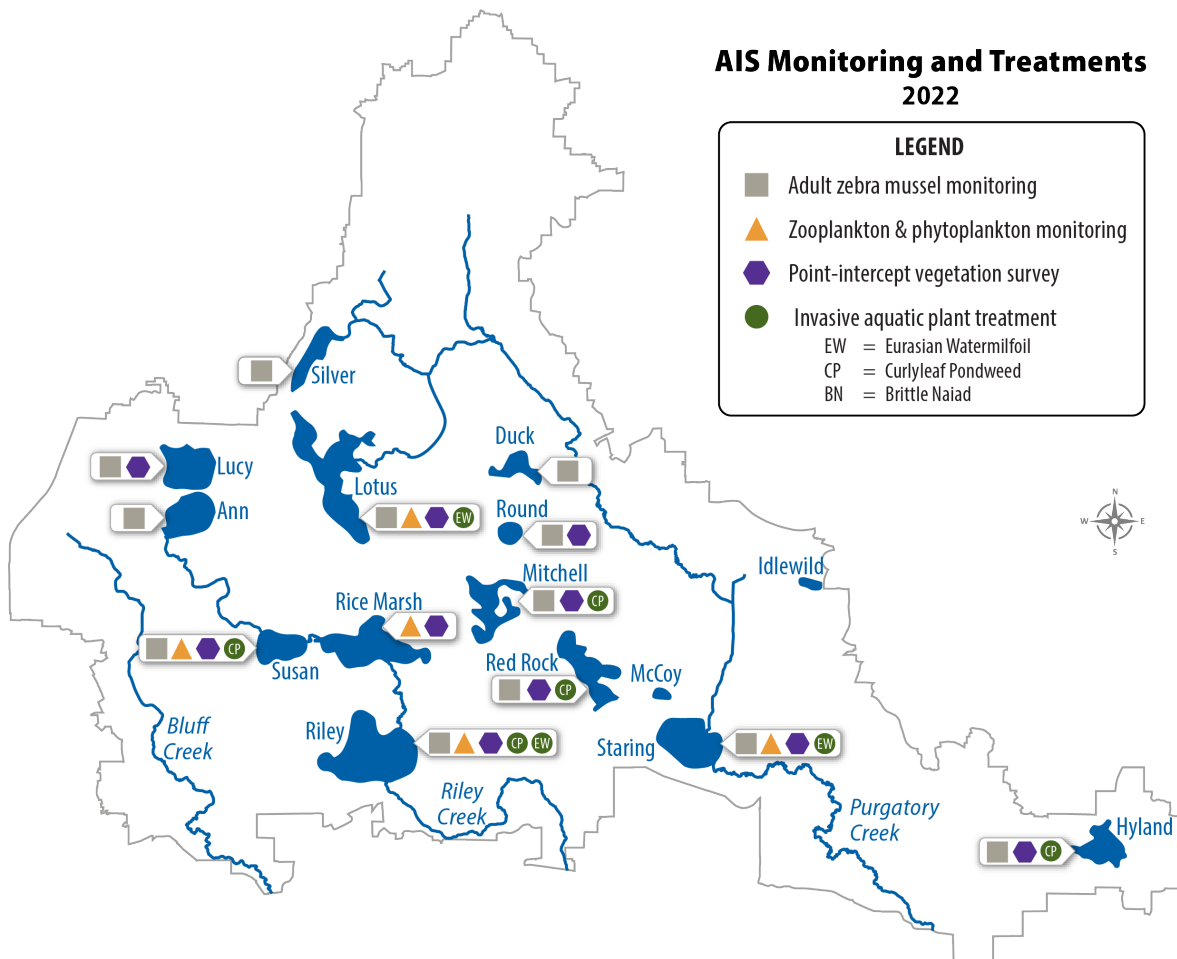 AIS Monitoring and Treatments
2022
LEGEND
Adult zebra mussel monitoring
Zooplankton & phytoplankton monitoring
Point-intercept vegetation survey
Invasive aquatic plant treatment
EW = Eurasian Watermilfoil
CP = Curlyleaf Pondweed
BN = Brittle Naiad
Silver
Duck
Lucy
Lotus
Ann
Round
EW
N
W E
S
Idlewild
Mitchell
CP
Rice Marsh
CP
Susan
Red Rock
McCoy
CP
Bluff
Creek
Riley
CP EW
Staring
EW
Riley
Creek
Purgatory
Creek
Hyland
CP